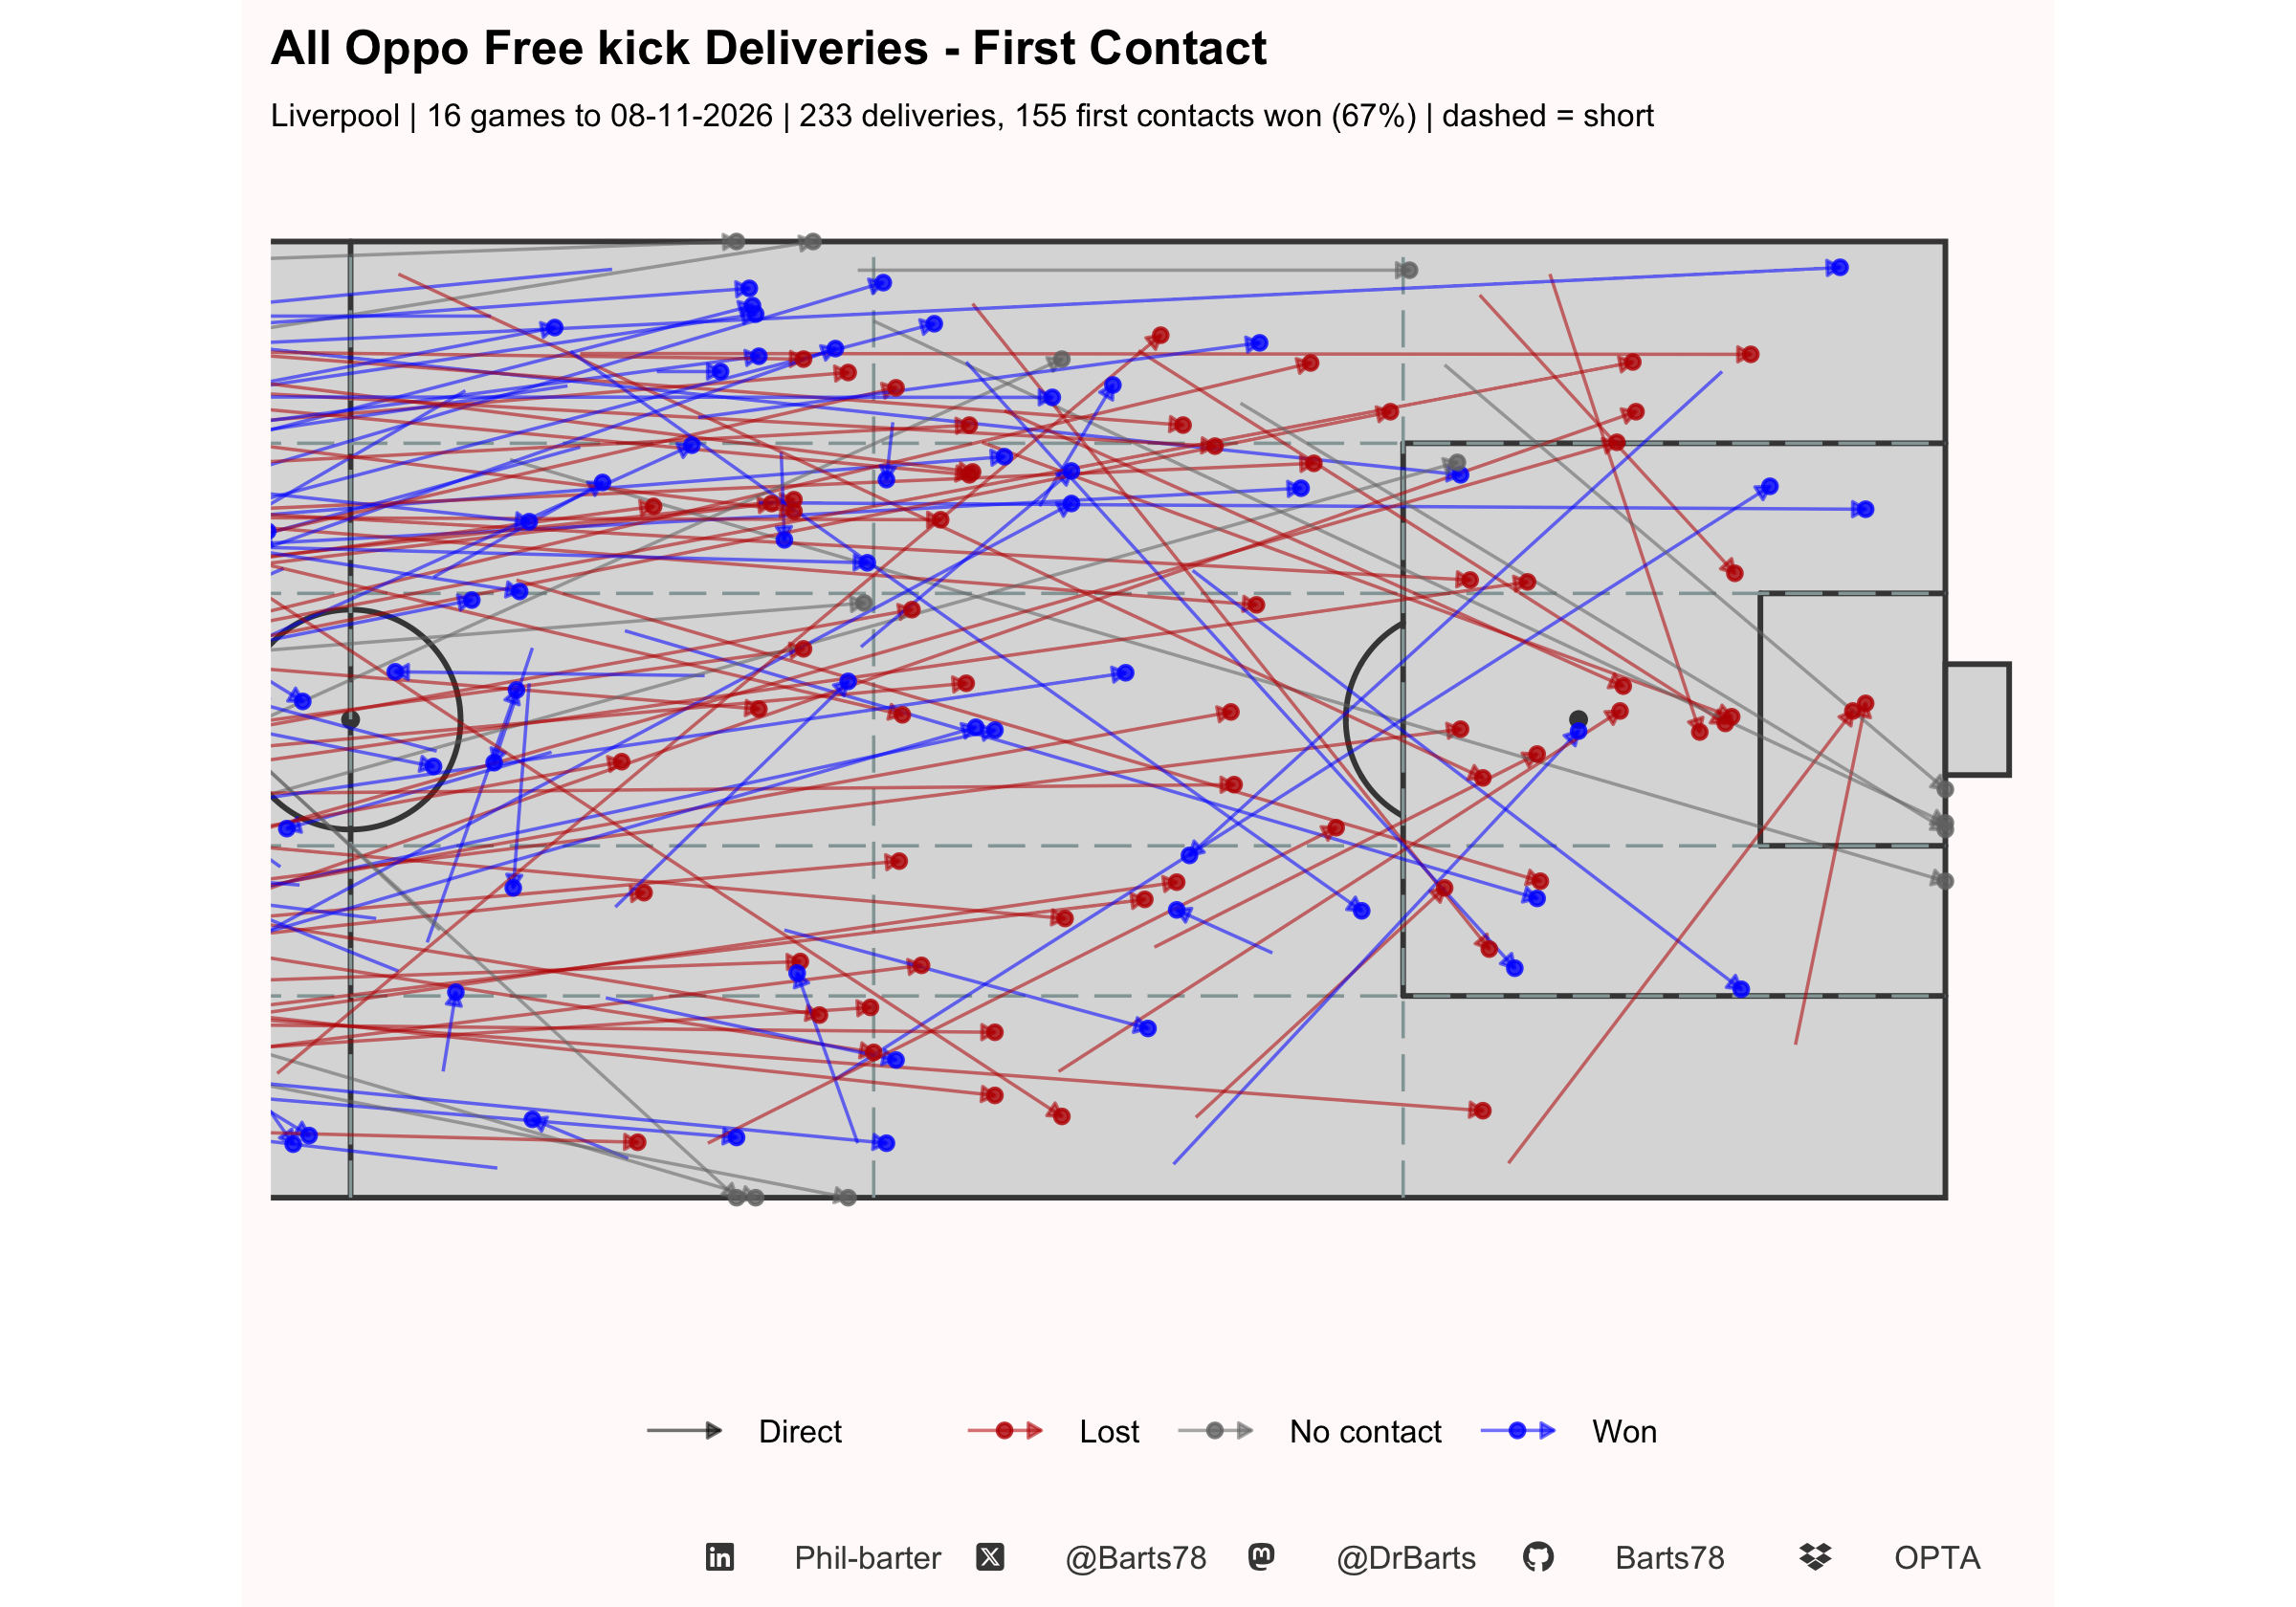 All Oppo Free kick Deliveries - First Contact
Liverpool | 16 games to 08-11-2026 | 233 deliveries, 155 first contacts won (67%) | dashed = short
Direct Lost No contact Won
Phil-barter @Barts78 @DrBarts Barts78 OPTA